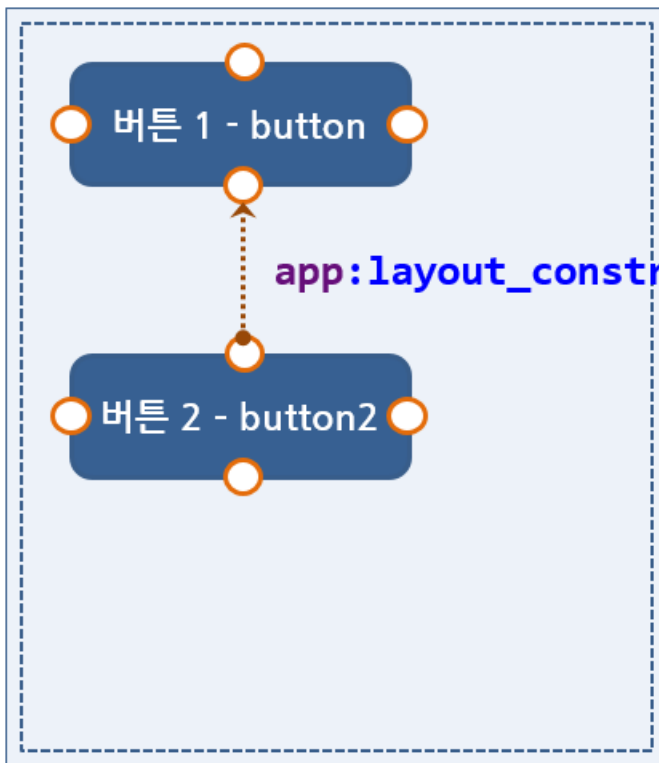 버튼 1 - button
app:layout_constr
버튼 2 - button2